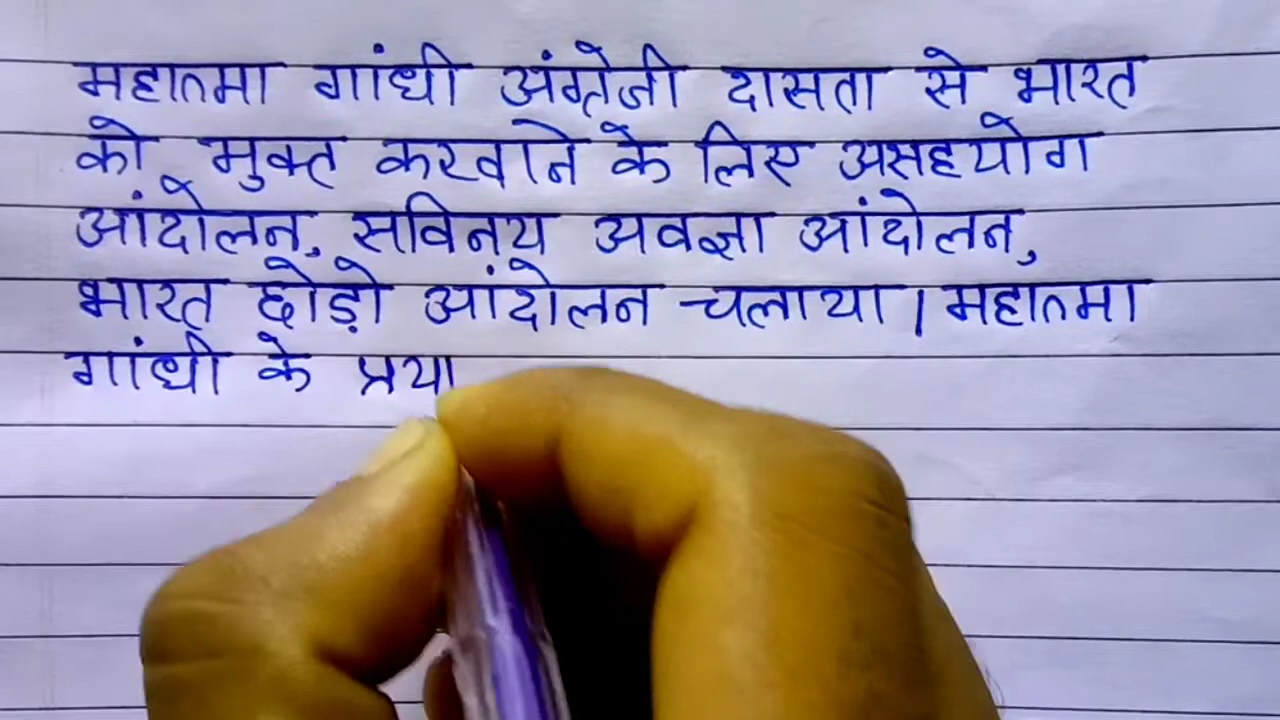 महात्मा गांधी अंग्रेजी दासता से भारत
को मुक्त करवाने के लिए असहयोग
आंदोलन, सविनय अवज्ञा आंदोलन,
भारत छोड़ो आंदोलन चलाया। महात्मा
गांधी के प्रया